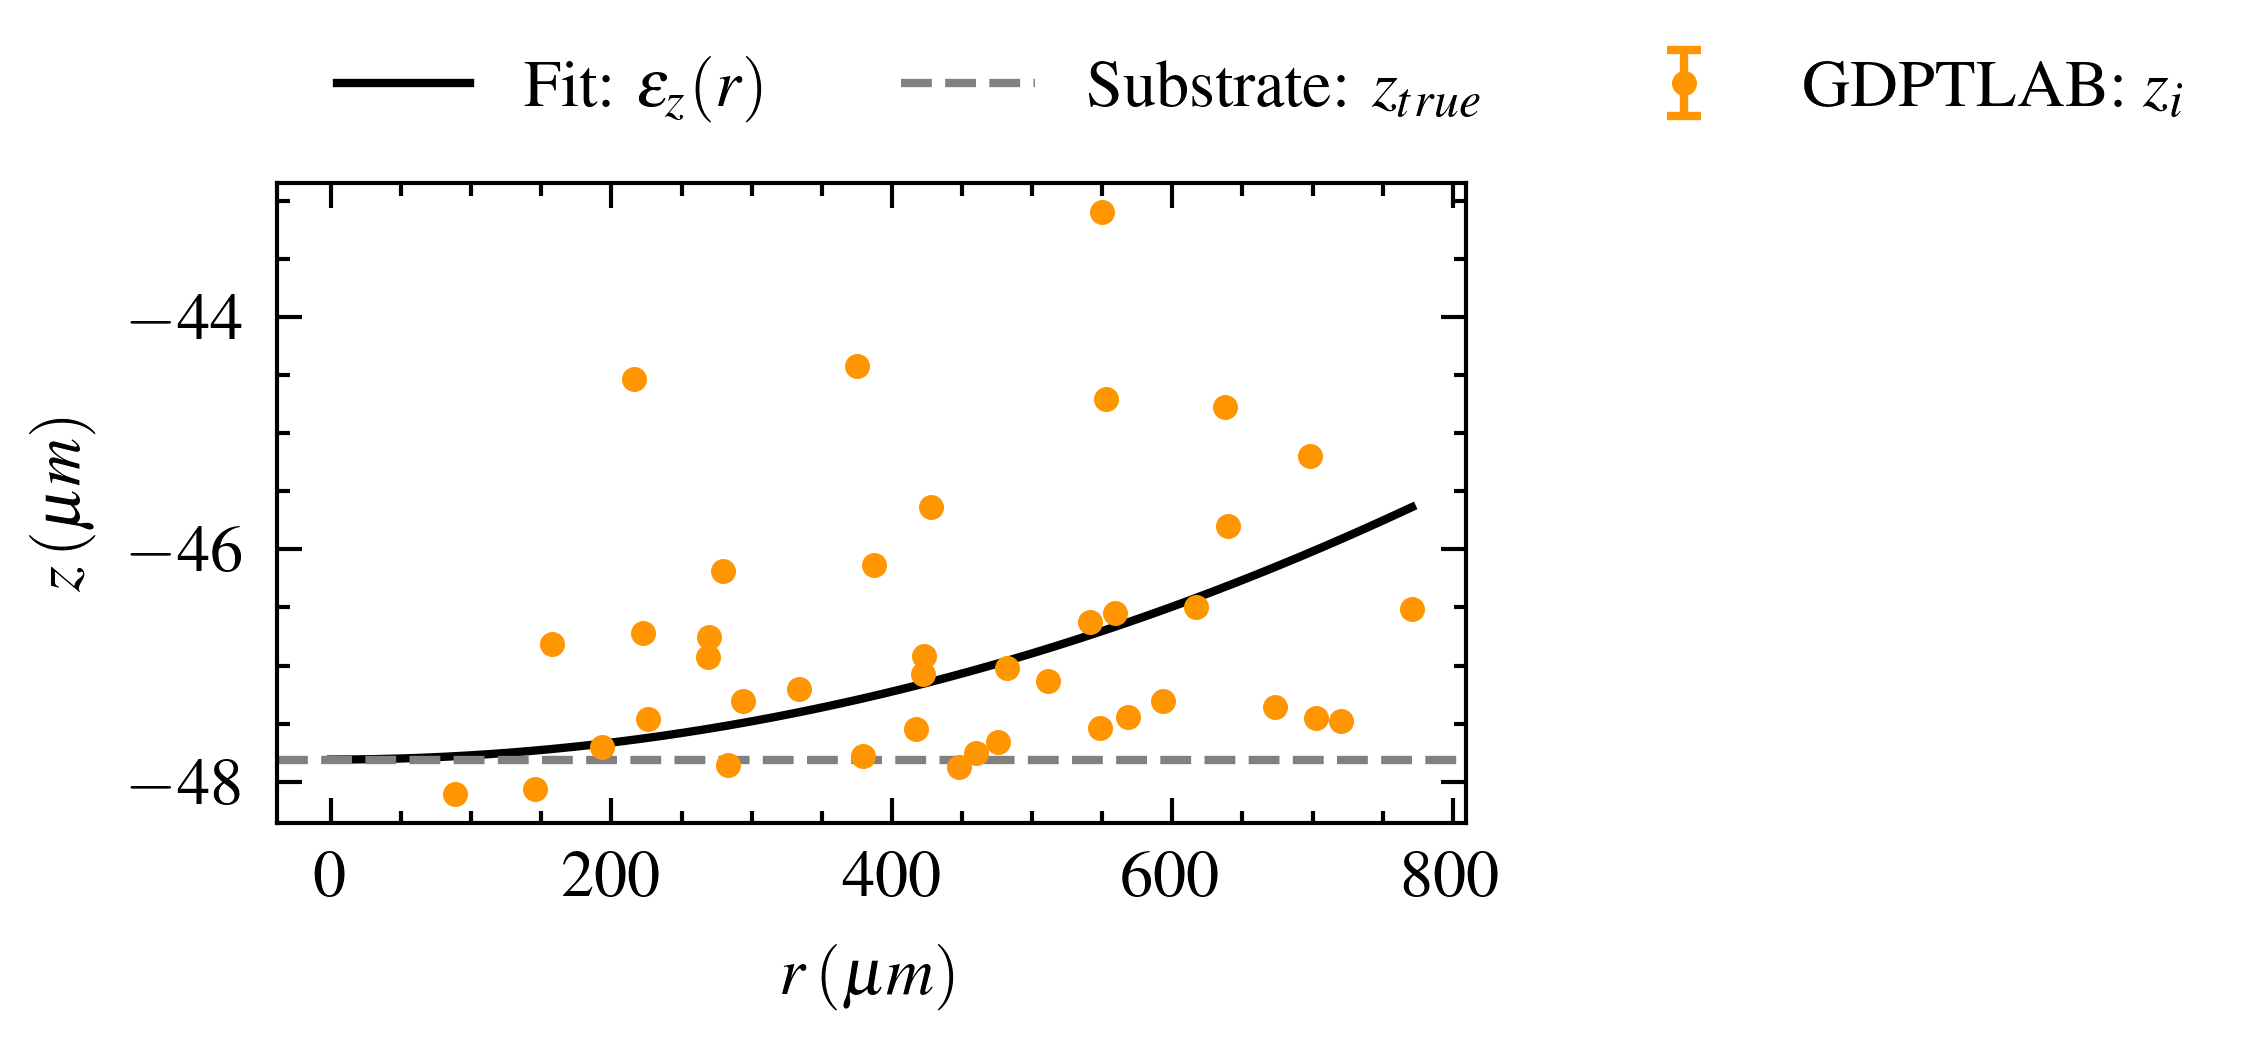 Fit: εz(r) Substrate: ztrue GDPTLAB: zi
−44
−46
−48
z (μm)
0 200 400 600 800
r (μm)